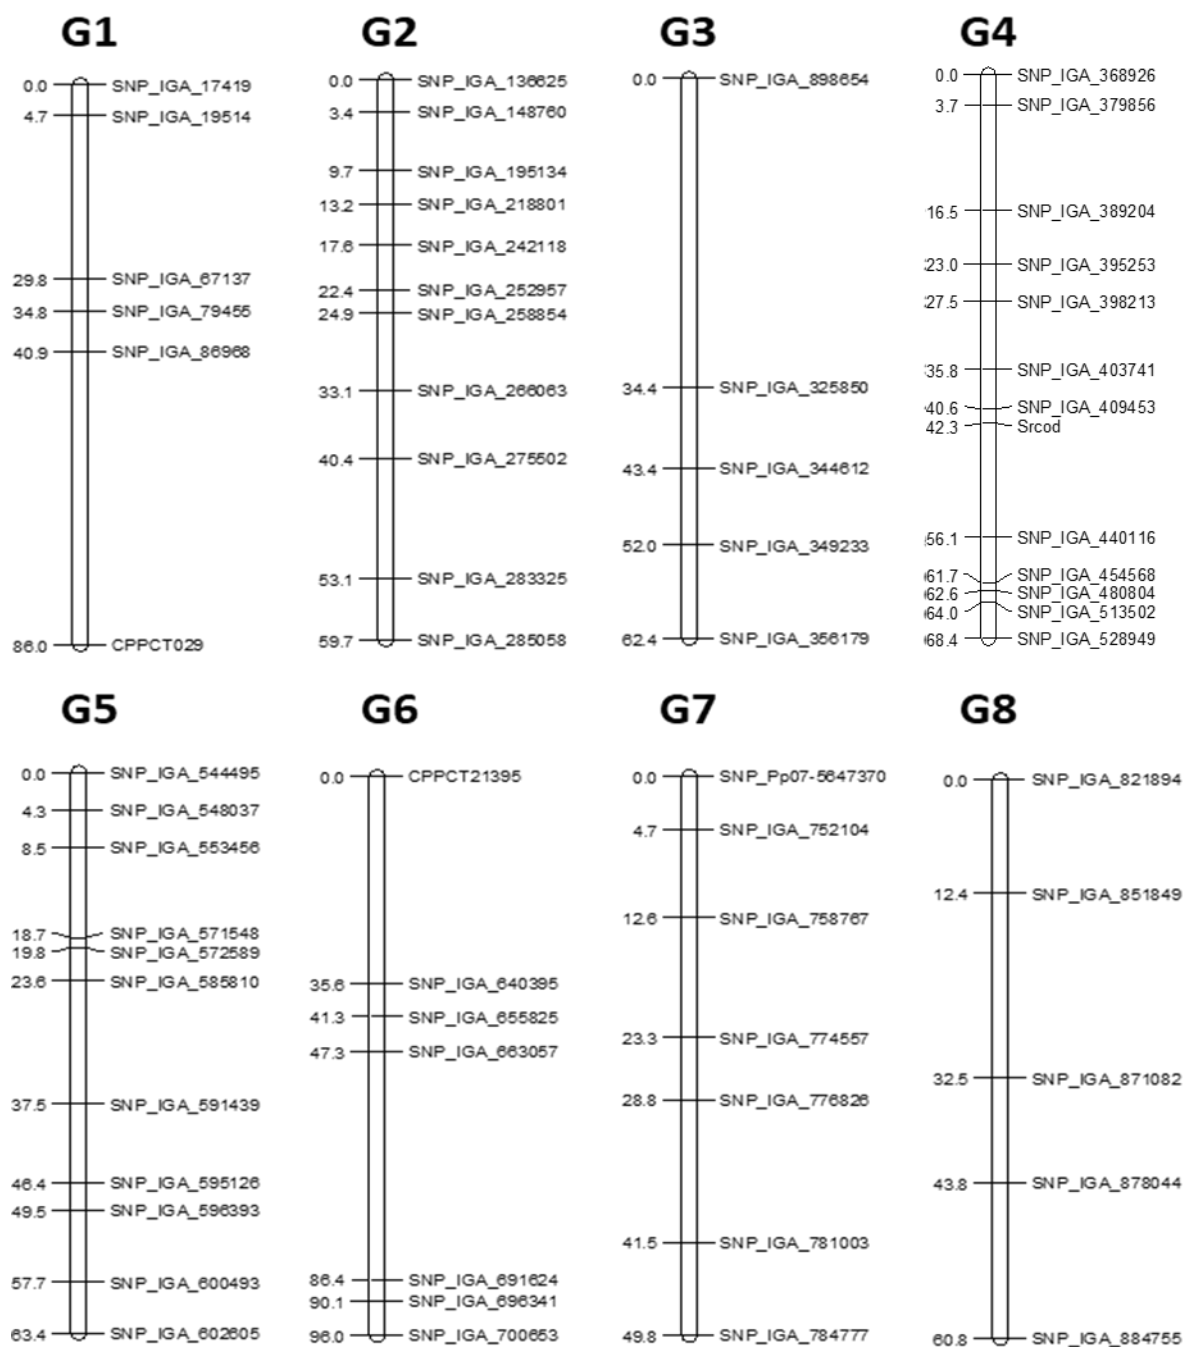 G1
0.0 SNP_IGA_17419
4.7 SNP_IGA_19514
29.8 SNP_IGA_67137
34.8 SNP_IGA_79455
40.9 SNP_IGA_86968
86.0 CPPCT029
G2
0.0 SNP_IGA_136625
3.4 SNP_IGA_148760
9.7 SNP_IGA_195134
13.2 SNP_IGA_218801
17.6 SNP_IGA_242118
22.4 SNP_IGA_252957
24.9 SNP_IGA_258854
33.1 SNP_IGA_266063
40.4 SNP_IGA_275502
53.1 SNP_IGA_283325
59.7 SNP_IGA_285058
G3
0.0 SNP_IGA_898654
34.4 SNP_IGA_325850
43.4 SNP_IGA_344612
52.0 SNP_IGA_349233
62.4 SNP_IGA_356179
G4
0.0 SNP_IGA_368926
3.7 SNP_IGA_379856
16.5 SNP_IGA_389204
23.0 SNP_IGA_395253
27.5 SNP_IGA_398213
35.8 SNP_IGA_403741
40.6 SNP_IGA_409453
42.3 Srcod
56.1 SNP_IGA_440116
61.7 SNP_IGA_454568
62.6 SNP_IGA_480804
64.0 SNP_IGA_513502
68.4 SNP_IGA_528949
G5
0.0 SNP_IGA_544495
4.3 SNP_IGA_548037
8.5 SNP_IGA_553456
18.7 SNP_IGA_571548
19.8 SNP_IGA_572589
23.6 SNP_IGA_585810
37.5 SNP_IGA_591439
46.4 SNP_IGA_595126
49.5 SNP_IGA_596393
57.7 SNP_IGA_600493
63.4 SNP_IGA_602605
G6
0.0 CPPCT21395
35.6 SNP_IGA_640395
41.3 SNP_IGA_655825
47.3 SNP_IGA_663057
86.4 SNP_IGA_691624
90.1 SNP_IGA_696341
96.0 SNP_IGA_700653
G7
0.0 SNP_Pp07-5647370
4.7 SNP_IGA_752104
12.6 SNP_IGA_758767
23.3 SNP_IGA_774557
28.8 SNP_IGA_776826
41.5 SNP_IGA_781003
49.8 SNP_IGA_784777
G8
0.0 SNP_IGA_821894
12.4 SNP_IGA_851849
32.5 SNP_IGA_871082
43.8 SNP_IGA_878044
60.8 SNP_IGA_884755